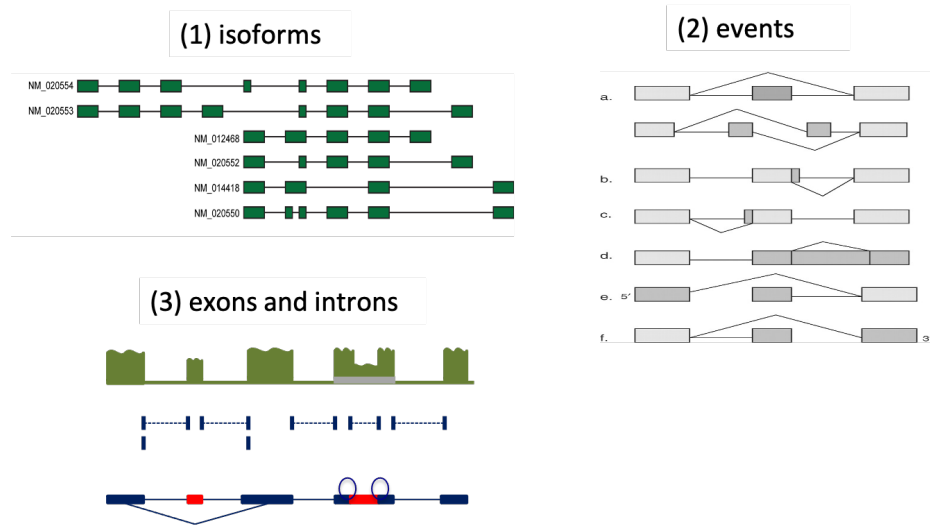 (1) isoforms
NM_020554
NM_020553
NM_012468
NM_020552
NM_014418
NM_020550
(2) events
a.
b.
c.
d.
e. 5'
f. 3
(3) exons and introns